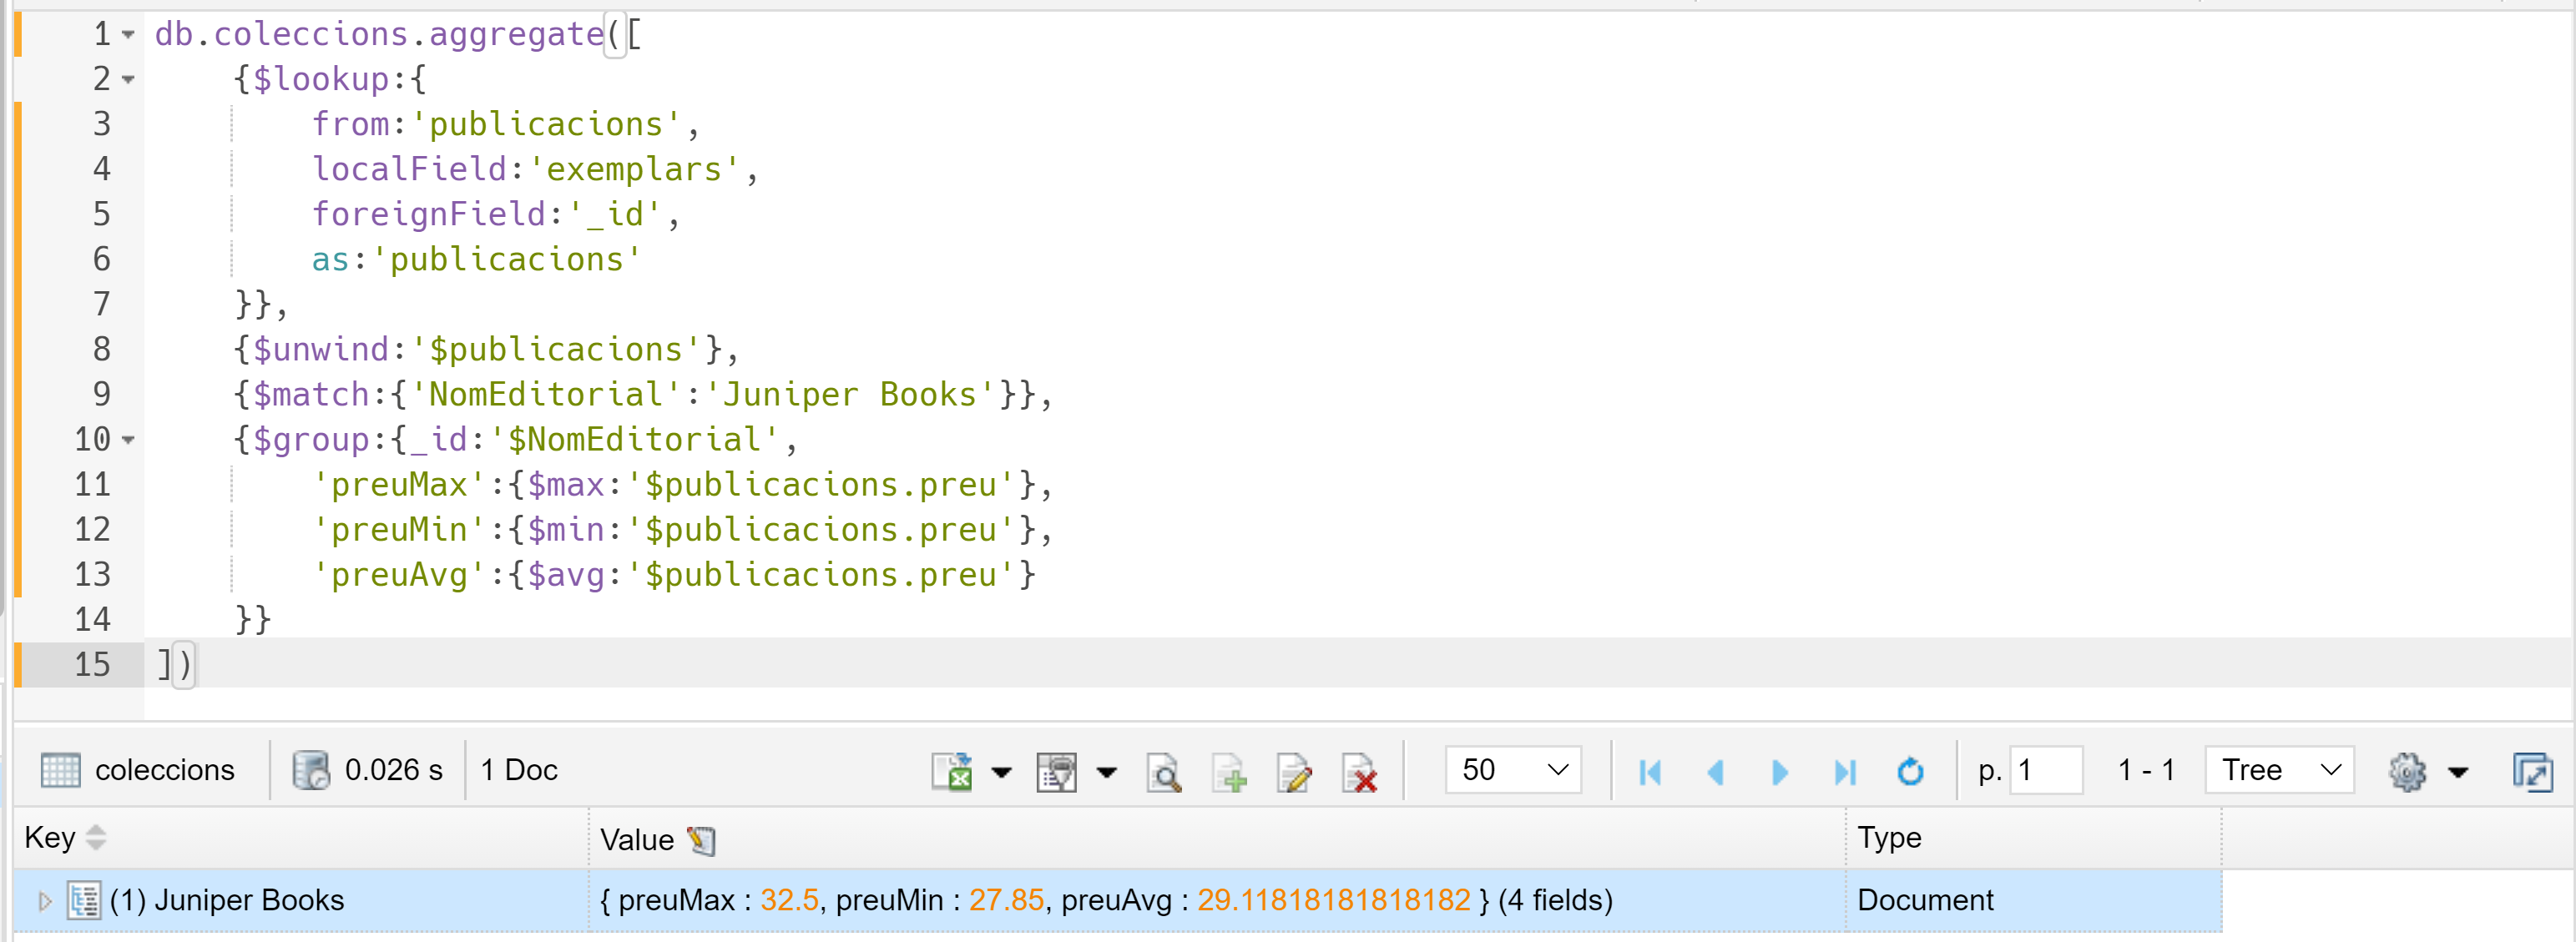 1 db.coleccions.aggregate([
2 {$lookup:{
3 from:'publicacions',
4 localField:'exemplars',
5 foreignField:'_id',
6 as:'publicacions'
7 }},
8 {$unwind:'$publicacions'},
9 {$match:{'NomEditorial':'Juniper Books'}},
10 {$group:{_id:'$NomEditorial',
11 'preuMax':{$max:'$publicacions.preu'},
12 'preuMin':{$min:'$publicacions.preu'},
13 'preuAvg':{$avg:'$publicacions.preu'}
14 }}
15 ])
coleccions 0.026 s 1 Doc 50 p. 1 1 - 1 Tree
Key Value Type
(1) Juniper Books { preuMax : 32.5, preuMin : 27.85, preuAvg : 29.11818181818182 } (4 fields) Document